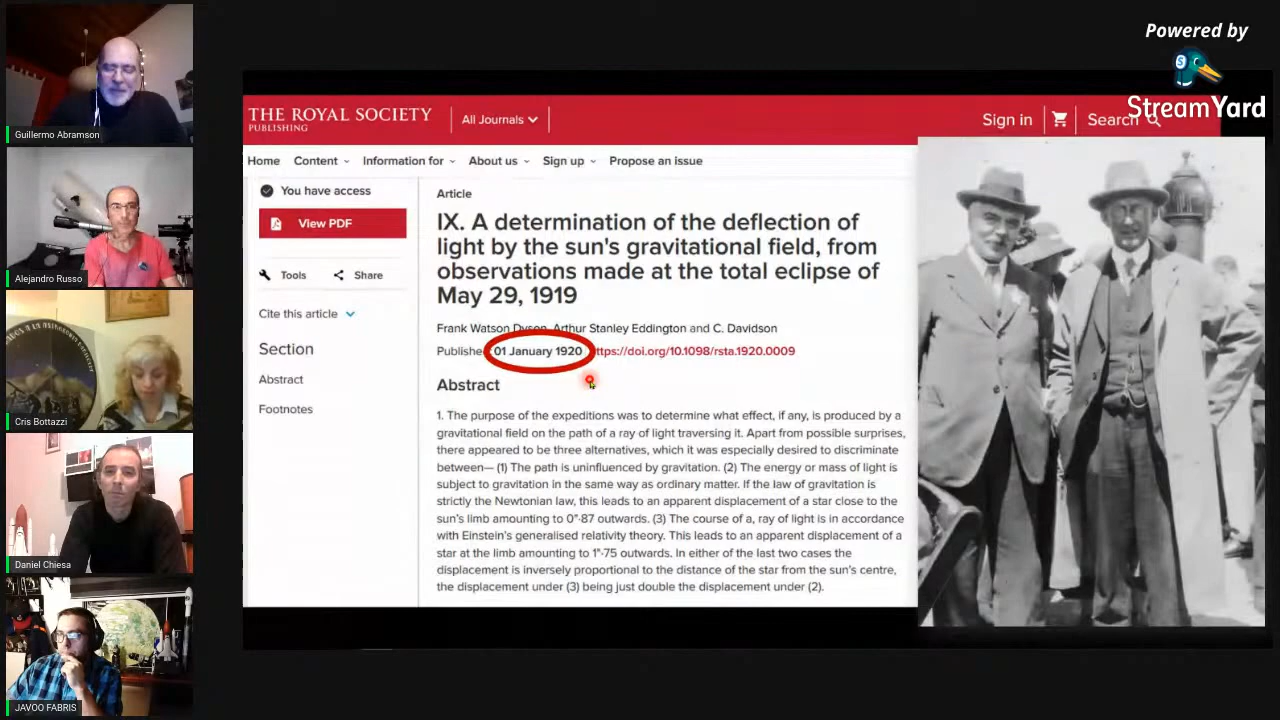 Powered by
StreamYard
Guillermo Abramson
Alejandro Russo
Cris Bottazzi
Daniel Chiesa
JAVOO FABRIS
THE ROYAL SOCIETY
PUBLISHING
All Journals
Sign in
Search
Home
Content
Information for
About us
Sign up
Propose an issue
You have access
View PDF
Tools
Share
Cite this article
Section
Abstract
Footnotes
Article
IX. A determination of the deflection of
light by the sun's gravitational field, from
observations made at the total eclipse of
May 29, 1919
Frank Watson Dyson, Arthur Stanley Eddington and C. Davidson
Publishe 01 January 1920 ttps://doi.org/10.1098/rsta.1920.0009
Abstract
1. The purpose of the expeditions was to determine what effect, if any, is produced by a
gravitational field on the path of a ray of light traversing it. Apart from possible surprises,
there appeared to be three alternatives, which it was especially desired to discriminate
between— (1) The path is uninfluenced by gravitation. (2) The energy or mass of light is
subject to gravitation in the same way as ordinary matter. If the law of gravitation is
strictly the Newtonian law, this leads to an apparent displacement of a star close to the
sun's limb amounting to 0"·87 outwards. (3) The course of a, ray of light is in accordance
with Einstein's generalised relativity theory. This leads to an apparent displacement of a
star at the limb amounting to 1"·75 outwards. In either of the last two cases the
displacement is inversely proportional to the distance of the star from the sun's centre,
the displacement under (3) being just double the displacement under (2).